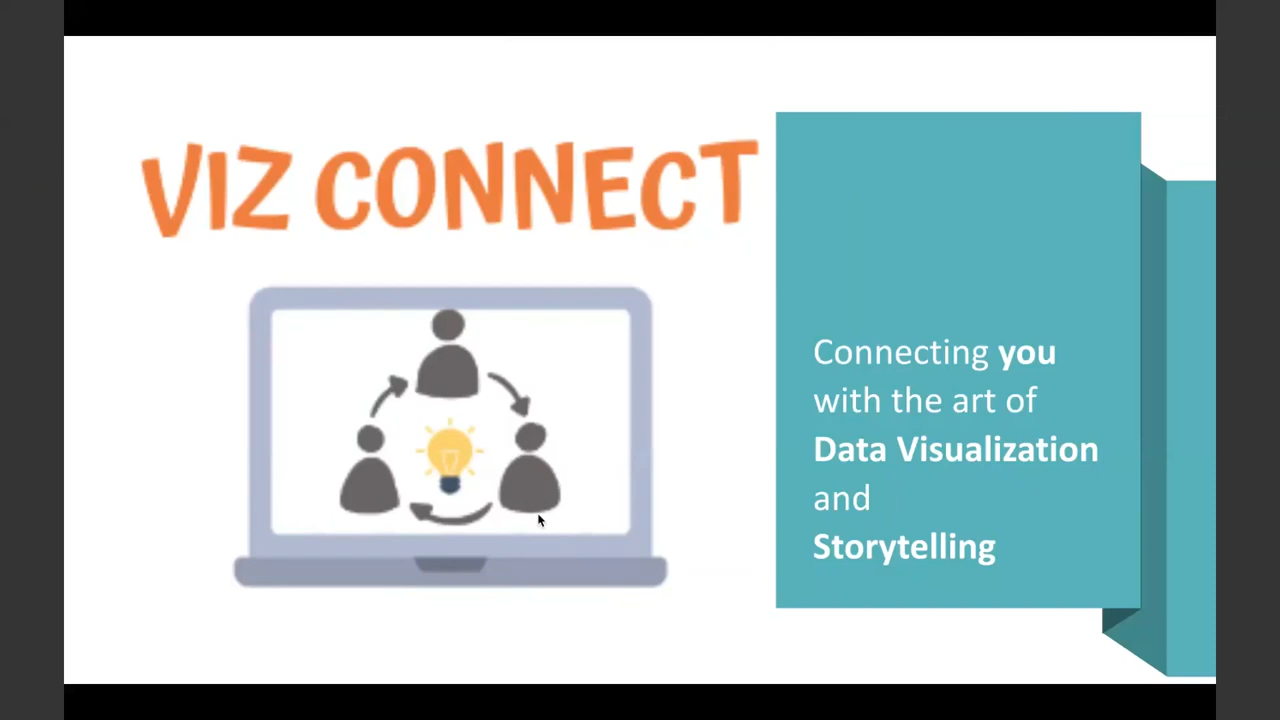 VIZ CONNECT
Connecting you
with the art of
Data Visualization
and
Storytelling